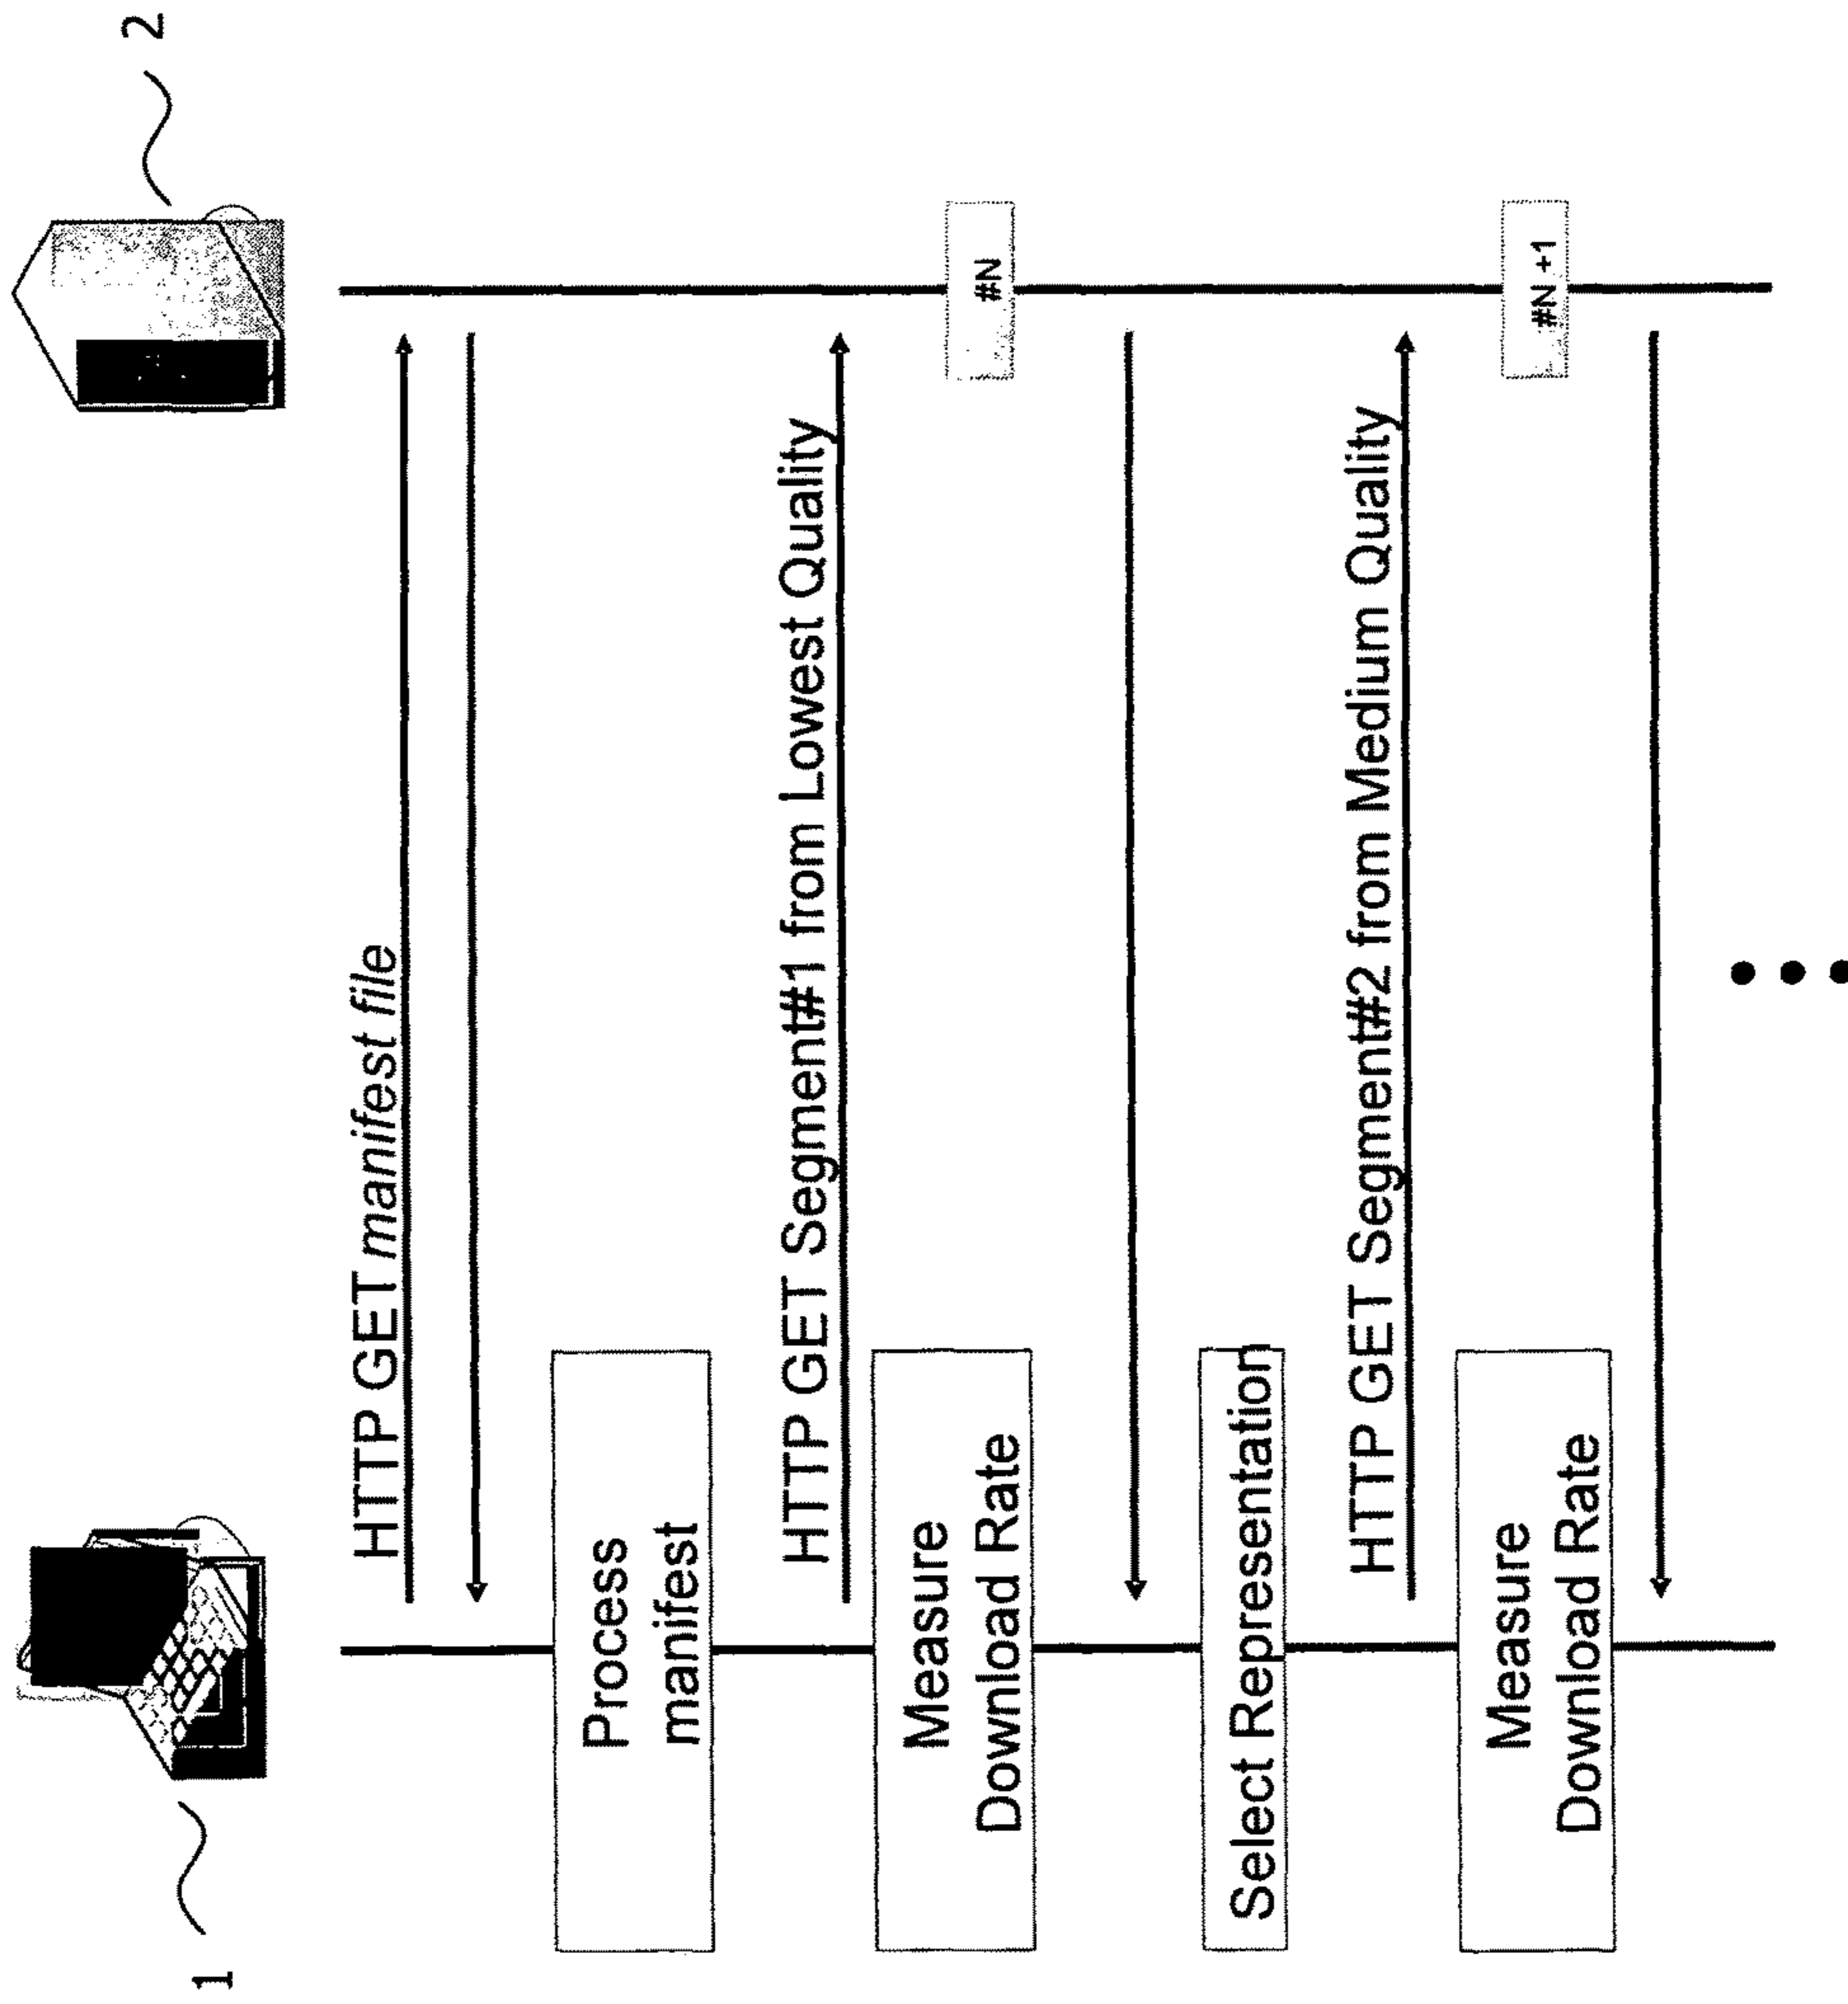 1
2
HTTP GET manifest file
Process
manifest
HTTP GET Segment#1 from Lowest Quality
Measure
Download Rate
#N
Select Representation
HTTP GET Segment#2 from Medium Quality
Measure
Download Rate
#N +1